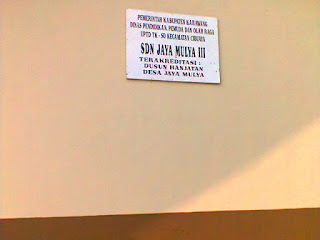 PEMERINTAH KABUPATEN KARAWANG
DINAS PENDIDIKAN, PEMUDA DAN OLAH RAGA
UPTD TK - SD KECAMATAN CIBUAYA
SDN JAYA MULYA III
TERAKREDITASI :
DUSUN HANJATAN
DESA JAYA MULYA